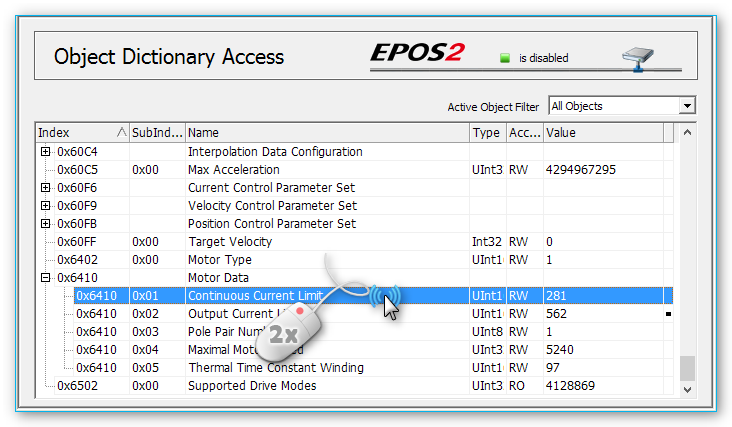 Object Dictionary Access
EPOS2
is disabled
Active Object Filter All Objects
Index SubInd... Name Type Acc... Value
0x60C4 Interpolation Data Configuration
0x60C5 0x00 Max Acceleration UInt3 RW 4294967295
0x60F6 Current Control Parameter Set
0x60F9 Velocity Control Parameter Set
0x60FB Position Control Parameter Set
0x60FF 0x00 Target Velocity Int32 RW 0
0x6402 0x00 Motor Type UInt1 RW 1
0x6410 Motor Data
0x6410 0x01 Continuous Current Limit UInt1 RW 281
0x6410 0x02 Output Current UInt1 RW 562
0x6410 0x03 Pole Pair UInt8 RW 1
0x6410 0x04 Maximal UInt3 RW 5240
0x6410 0x05 Thermal Time Constant Winding UInt1 RW 97
0x6502 0x00 Supported Drive Modes UInt3 RO 4128869
2x